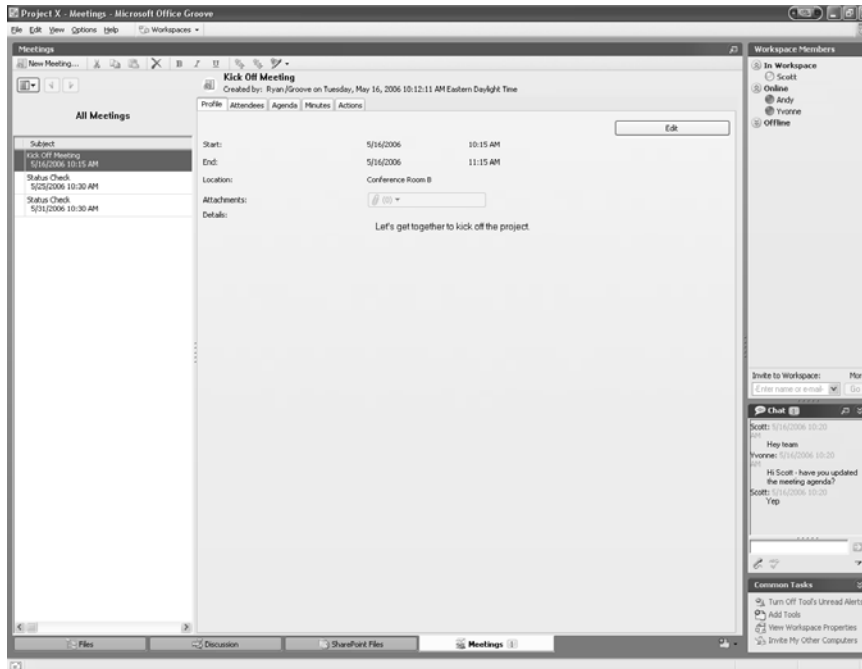 Project X - Meetings - Microsoft Office Groove
File Edit View Options Help Workspaces
Meetings
New Meeting... B I U
Kick Off Meeting
Created by: Ryan/Groove on Tuesday, May 16, 2006 10:12:11 AM Eastern Daylight Time
All Meetings
Profile Attendees Agenda Minutes Actions
Edit
Subject
Kick Off Meeting
5/16/2006 10:15 AM
Status Check
5/25/2006 10:30 AM
Status Check
5/31/2006 10:30 AM
Start: 5/16/2006 10:15 AM
End: 5/16/2006 11:15 AM
Location: Conference Room B
Attachments: (0)
Details:
Let's get together to kick off the project.
Workspace Members
In Workspace
Scott
Online
Andy
Yvonne
Offline
Invite to Workspace: Mor
Enter name or e-mail Go
Chat
Scott: 5/16/2006 10:20
AM
Hey team
Yvonne: 5/16/2006 10:20
AM
Hi Scott - have you updated
the meeting agenda?
Scott: 5/16/2006 10:20
Yep
Common Tasks
Turn Off Tool's Unread Alerts
Add Tools
View Workspace Properties
Invite My Other Computers
Files Discussion SharePoint Files Meetings